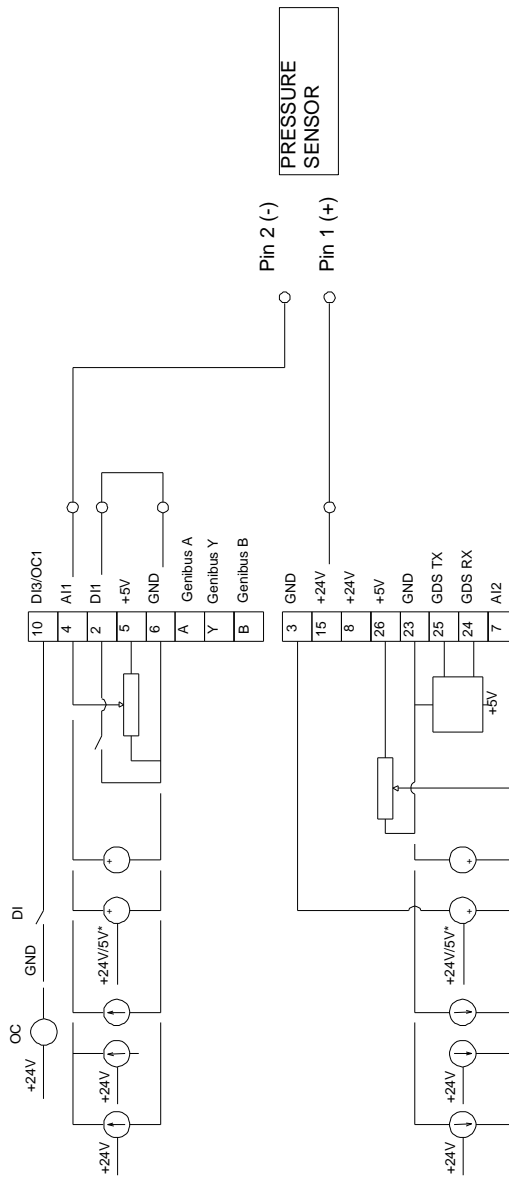 PRESSURE
SENSOR
Pin 2 (-)
Pin 1 (+)
DI3/OC1
AI1
DI1
+5V
GND
Genibus A
Genibus Y
Genibus B
10
4
2
5
6
A
Y
B
GND
+24V
+24V
+5V
GND
GDS TX
GDS RX
AI2
3
15
8
26
23
25
24
7
+5V
DI
GND
OC
+24V
+24V/5V*
+24V
+24V
+
+
+24V/5V*
+24V
+24V
+
+